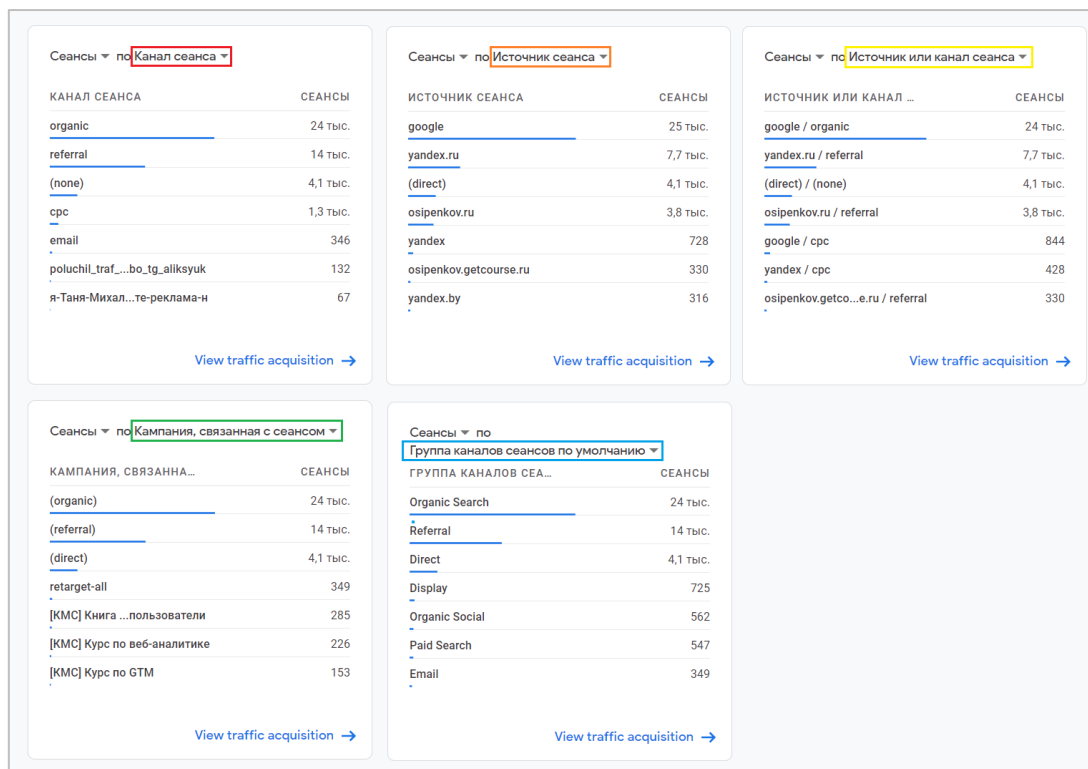 Сеансы по Канал сеанса
КАНАЛ СЕАНСА СЕАНСЫ
organic 24 тыс.
referral 14 тыс.
(none) 4,1 тыс.
cpc 1,3 тыс.
email 346
poluchil_traf_...bo_tg_aliksyuk 132
я-Таня-Михал...те-реклама-н 67
View traffic acquisition →
Сеансы по Источник сеанса
ИСТОЧНИК СЕАНСА СЕАНСЫ
google 25 тыс.
yandex.ru 7,7 тыс.
(direct) 4,1 тыс.
osipenkov.ru 3,8 тыс.
yandex 728
osipenkov.getcourse.ru 330
yandex.by 316
View traffic acquisition →
Сеансы по Источник или канал сеанса
ИСТОЧНИК ИЛИ КАНАЛ ... СЕАНСЫ
google / organic 24 тыс.
yandex.ru / referral 7,7 тыс.
(direct) / (none) 4,1 тыс.
osipenkov.ru / referral 3,8 тыс.
google / cpc 844
yandex / cpc 428
osipenkov.getco...e.ru / referral 330
View traffic acquisition →
Сеансы по Кампания, связанная с сеансом
КАМПАНИЯ, СВЯЗАННА... СЕАНСЫ
(organic) 24 тыс.
(referral) 14 тыс.
(direct) 4,1 тыс.
retarget-all 349
[КМС] Книга ...пользователи 285
[КМС] Курс по веб-аналитике 226
[КМС] Курс по GTM 153
View traffic acquisition →
Сеансы по
Группа каналов сеансов по умолчанию
ГРУППА КАНАЛОВ СЕА... СЕАНСЫ
Organic Search 24 тыс.
Referral 14 тыс.
Direct 4,1 тыс.
Display 725
Organic Social 562
Paid Search 547
Email 349
View traffic acquisition →